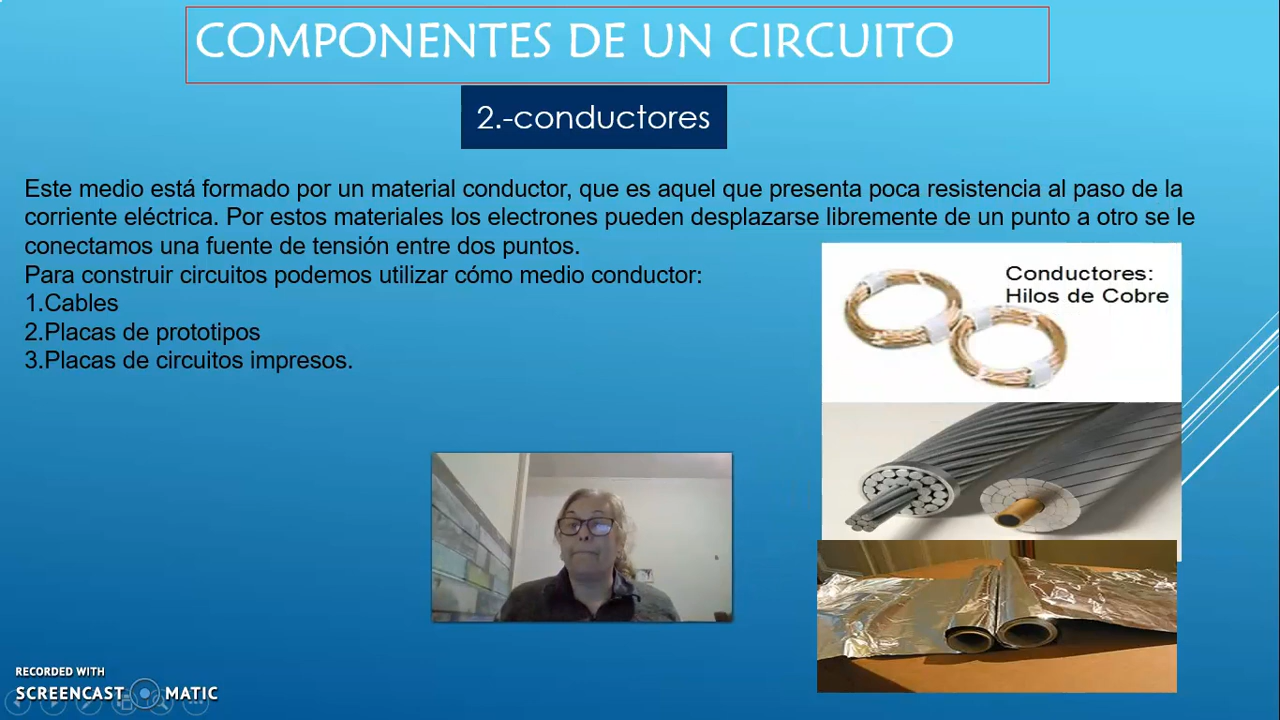 COMPONENTES DE UN CIRCUITO
2.-conductores
Este medio está formado por un material conductor, que es aquel que presenta poca resistencia al paso de la
corriente eléctrica. Por estos materiales los electrones pueden desplazarse libremente de un punto a otro se le
conectamos una fuente de tensión entre dos puntos.
Para construir circuitos podemos utilizar cómo medio conductor:
1.Cables
2.Placas de prototipos
3.Placas de circuitos impresos.
Conductores:
Hilos de Cobre
RECORDED WITH
SCREENCAST MATIC